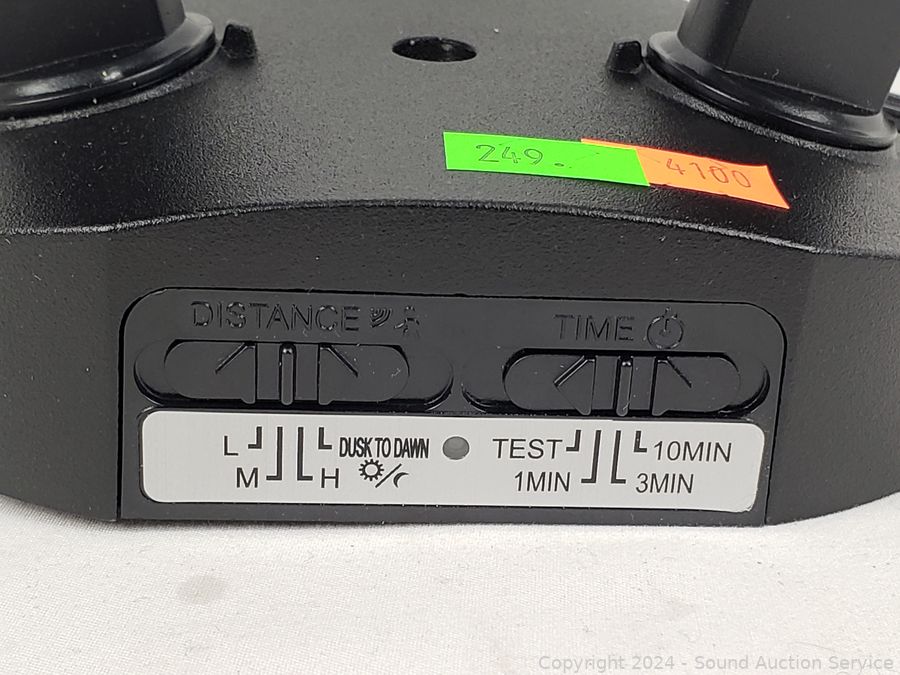 249. 4100
DISTANCE TIME
L DUSK TO DAWN TEST 10MIN
M H 1MIN 3MIN
Copyright 2024 - Sound Auction Service